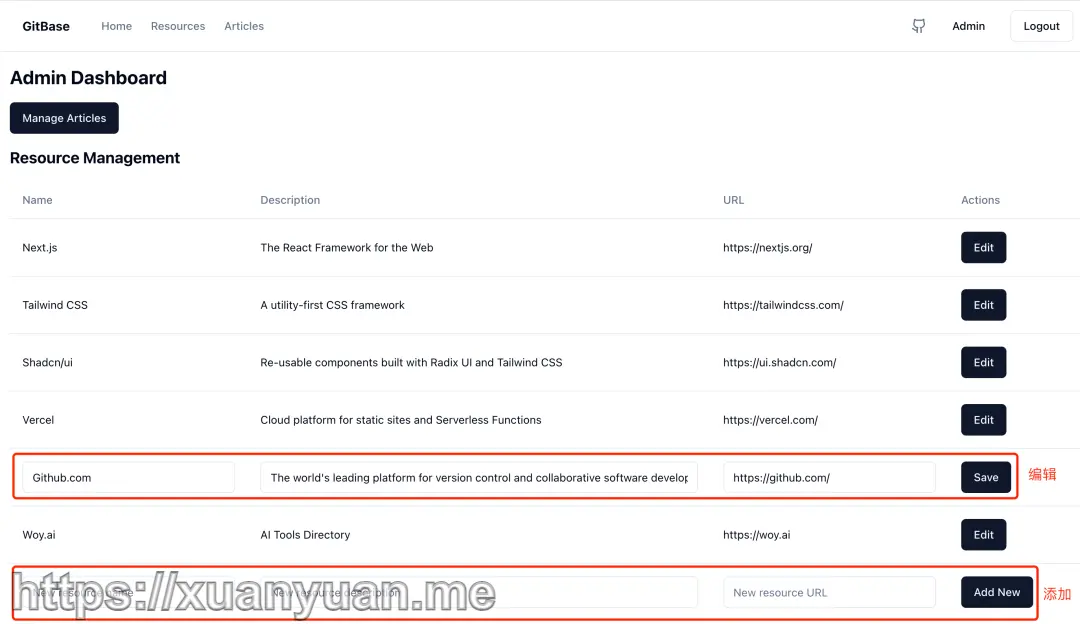 GitBase Home Resources Articles Admin Logout
Admin Dashboard
Manage Articles
Resource Management
Name Description URL Actions
Next.js The React Framework for the Web https://nextjs.org/ Edit
Tailwind CSS A utility-first CSS framework https://tailwindcss.com/ Edit
Shadcn/ui Re-usable components built with Radix UI and Tailwind CSS https://ui.shadcn.com/ Edit
Vercel Cloud platform for static sites and Serverless Functions https://vercel.com/ Edit
Github.com The world's leading platform for version control and collaborative software develop https://github.com/ Save 编辑
Woy.ai AI Tools Directory https://woy.ai Edit
New resource name New resource description New resource URL Add New 添加
https://xuanyuan.me